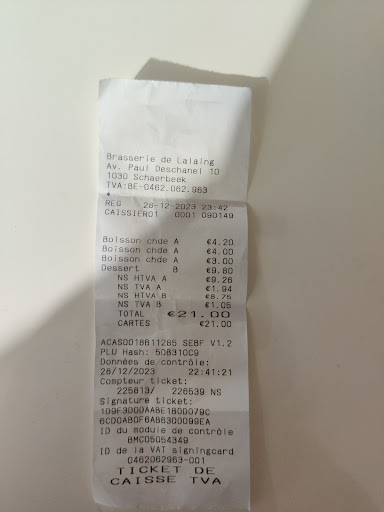 Brasserie de Lalaing
Av. Paul Deschanel 10
1030 Schaerbeek
TVA:BE-0462.062.963
*
REG 28-12-2023 23:42
CAISSIER01 0001 090149
Boisson chde A €4.20
Boisson chde A €4.00
Boisson chde A €3.00
Dessert B €9.80
NS HTVA A €9.26
NS TVA A €1.94
NS HTVA B €8.75
NS TVA B €1.05
TOTAL €21.00
CARTES €21.00
ACAS0018811285 SEBF V1.2
PLU Hash: 508310C9
Données de contrôle:
28/12/2023 22:41:21
Compteur ticket:
225813/ 226539 NS
Signature ticket:
109F3D00AABE1800079C
6CDDAB0F6AB6300099EA
ID du module de contrôle
BMC05054349
ID de la VAT signingcard
0462062963-001
TICKET DE
CAISSE TVA